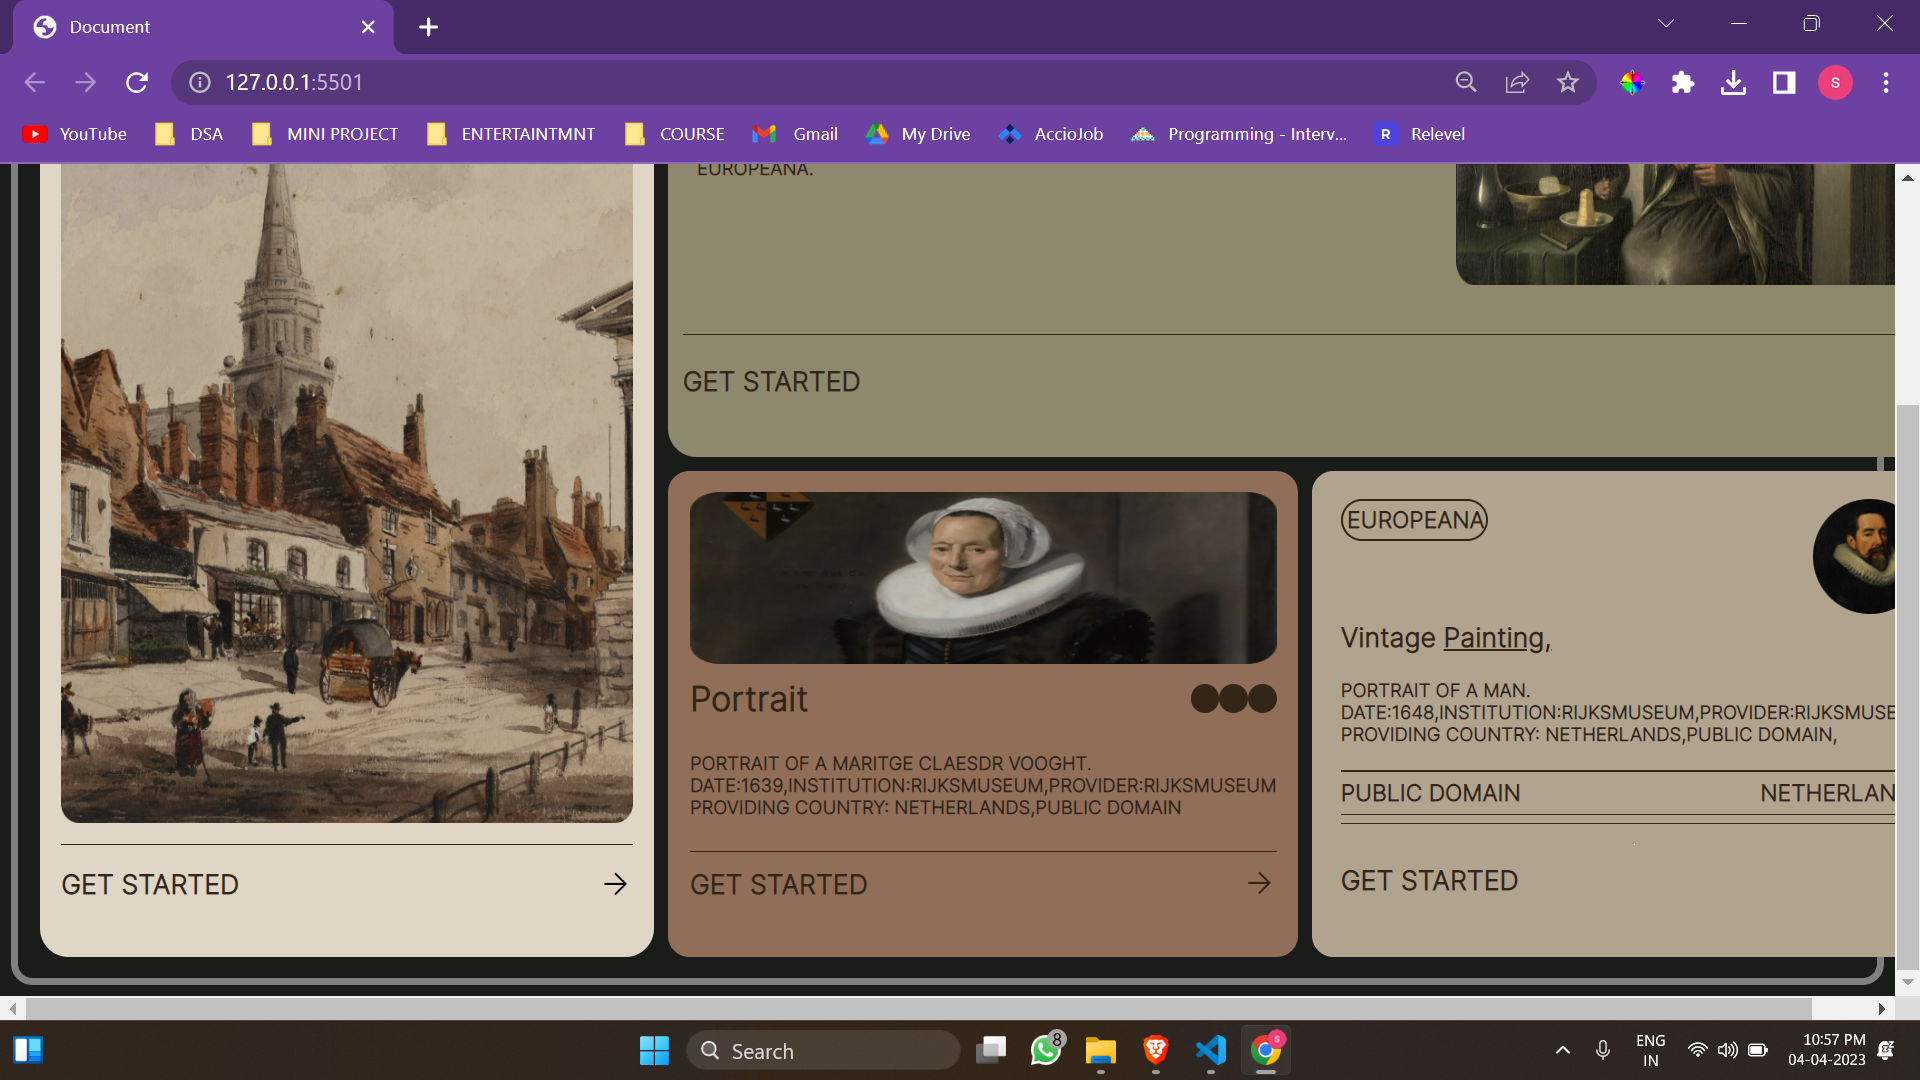 Document
127.0.0.1:5501
S
YouTube
DSA
MINI PROJECT
ENTERTAINTMNT
COURSE
Gmail
My Drive
AccioJob
Programming - Interv...
R
Relevel
EUROPEANA.
GET STARTED
EUROPEANA
Vintage Painting,
PORTRAIT OF A MAN.
DATE:1648,INSTITUTION:RIJKSMUSEUM,PROVIDER:RIJKSMUSE
PROVIDING COUNTRY: NETHERLANDS,PUBLIC DOMAIN,
PUBLIC DOMAIN
NETHERLAN
GET STARTED
Portrait
PORTRAIT OF A MARITGE CLAESDR VOOGHT.
DATE:1639,INSTITUTION:RIJKSMUSEUM,PROVIDER:RIJKSMUSEUM
PROVIDING COUNTRY: NETHERLANDS,PUBLIC DOMAIN
GET STARTED
GET STARTED
Search
8
S
ENG
IN
10:57 PM
04-04-2023